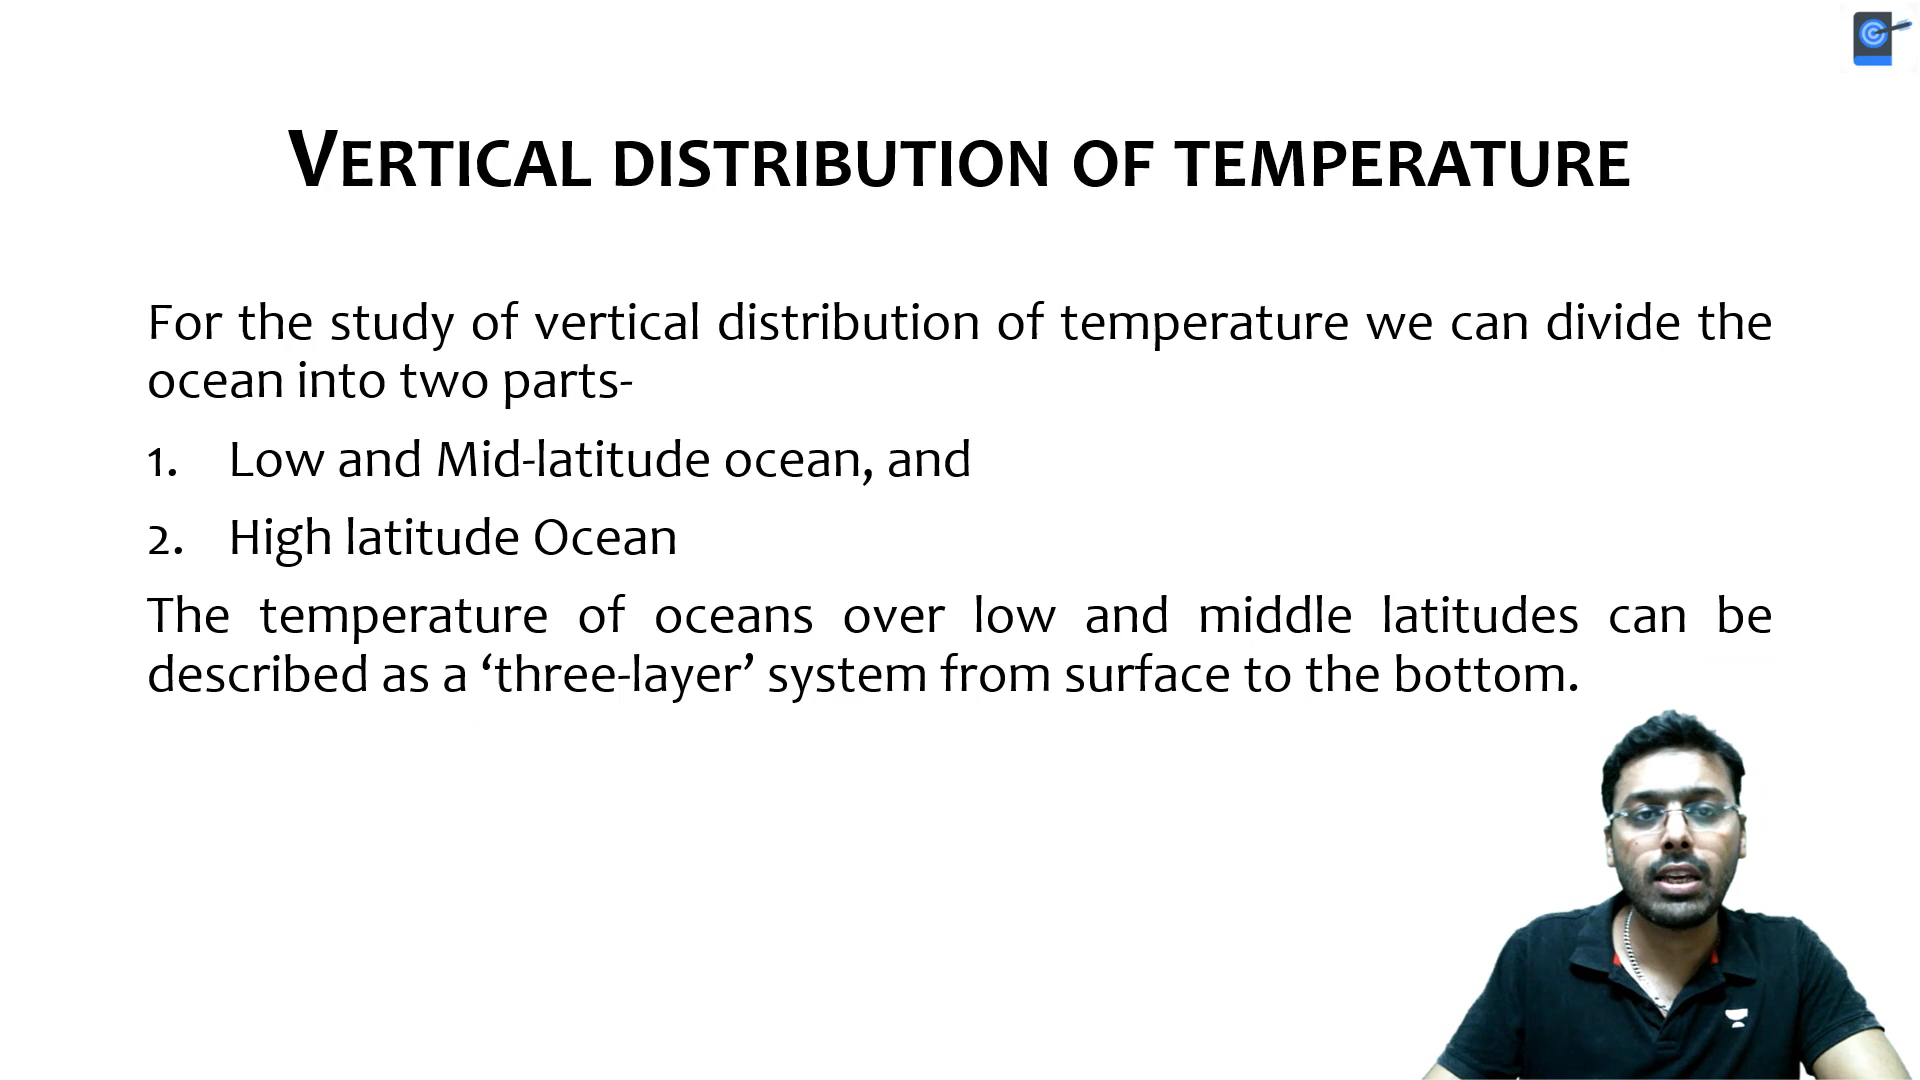 VERTICAL DISTRIBUTION OF TEMPERATURE
For the study of vertical distribution of temperature we can divide the
ocean into two parts-
1. Low and Mid-latitude ocean, and
2. High latitude Ocean
The temperature of oceans over low and middle latitudes can be
described as a ‘three-layer’ system from surface to the bottom.